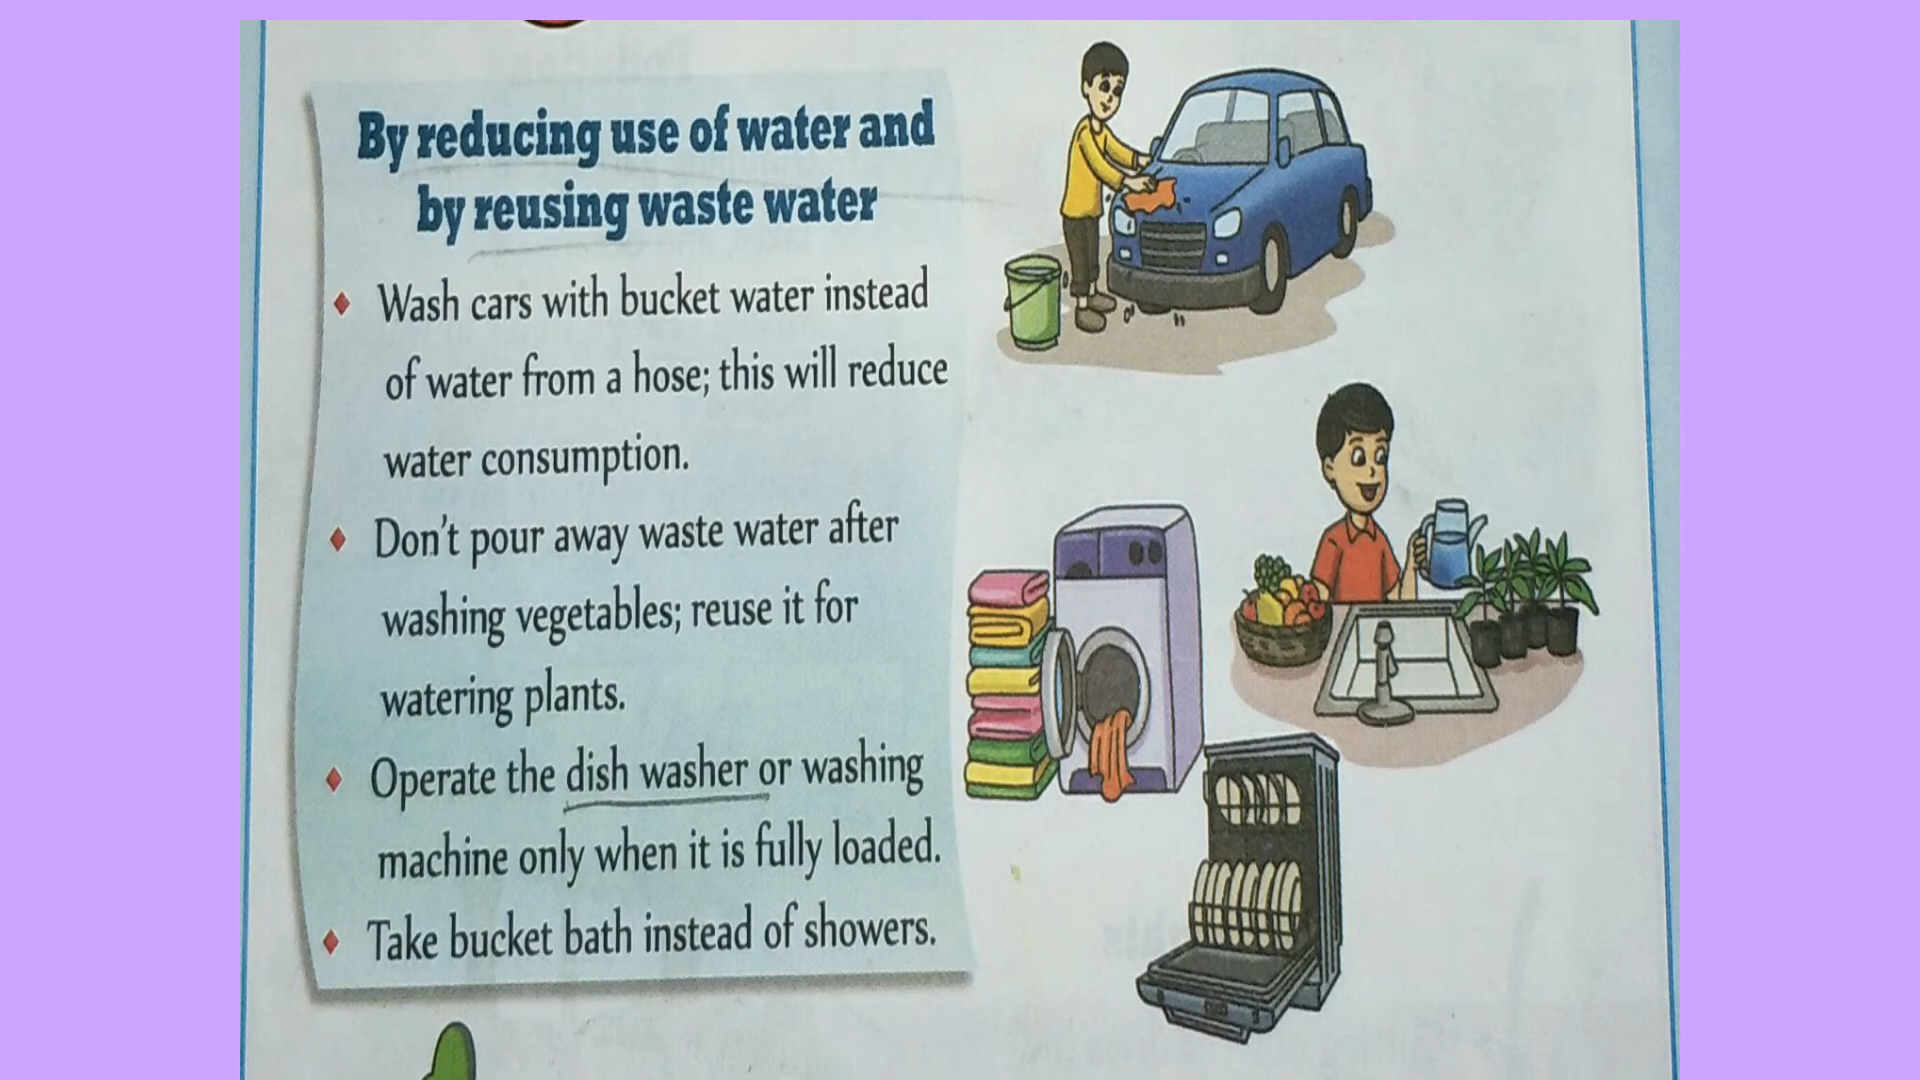 By reducing use of water and
by reusing waste water
Wash cars with bucket water instead
of water from a hose; this will reduce
water consumption.
Don't pour away waste water after
washing vegetables; reuse it for
watering plants.
Operate the dish washer or washing
machine only when it is fully loaded.
Take bucket bath instead of showers.